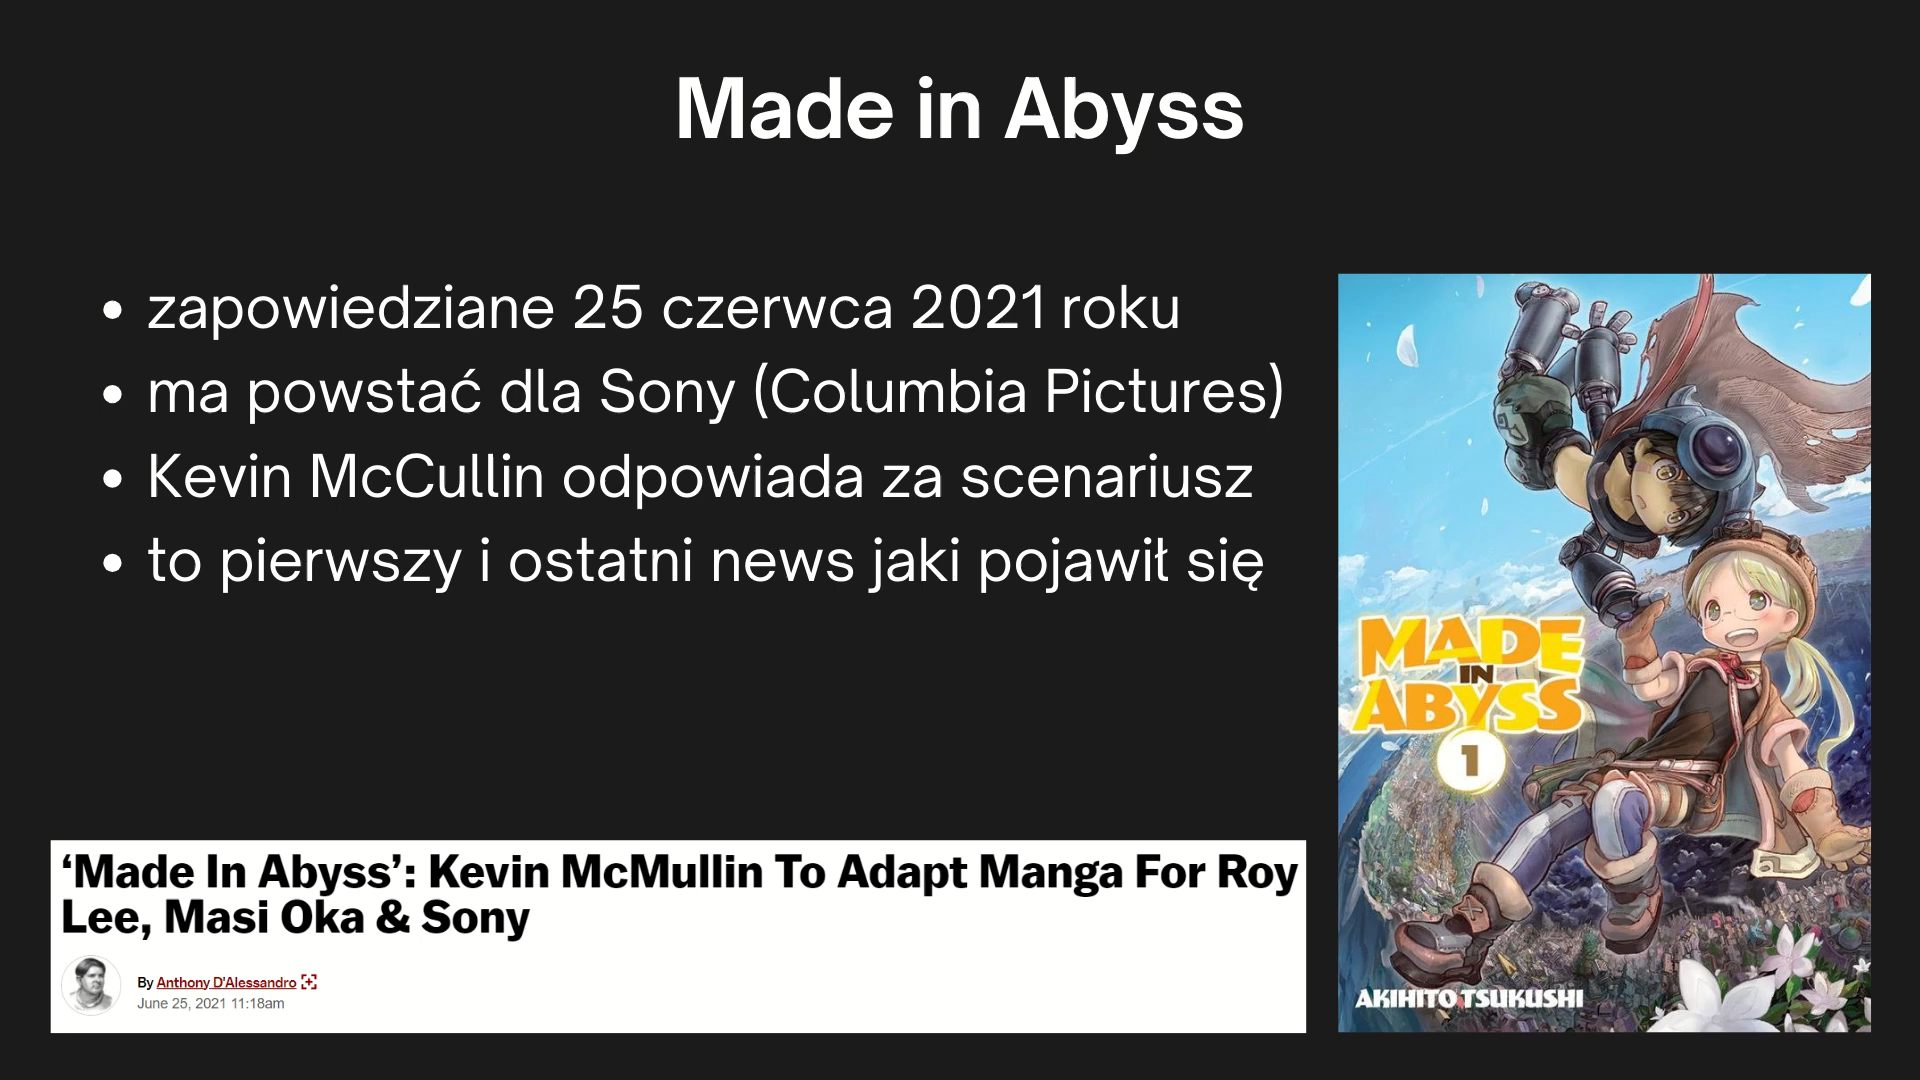 Made in Abyss
• zapowiedziane 25 czerwca 2021 roku
• ma powstać dla Sony (Columbia Pictures)
• Kevin McCullin odpowiada za scenariusz
• to pierwszy i ostatni news jaki pojawił się
MADE
IN
ABYSS
1
AKIHITO TSUKUSHI
‘Made In Abyss’: Kevin McMullin To Adapt Manga For Roy
Lee, Masi Oka & Sony
By Anthony D'Alessandro
June 25, 2021 11:18am